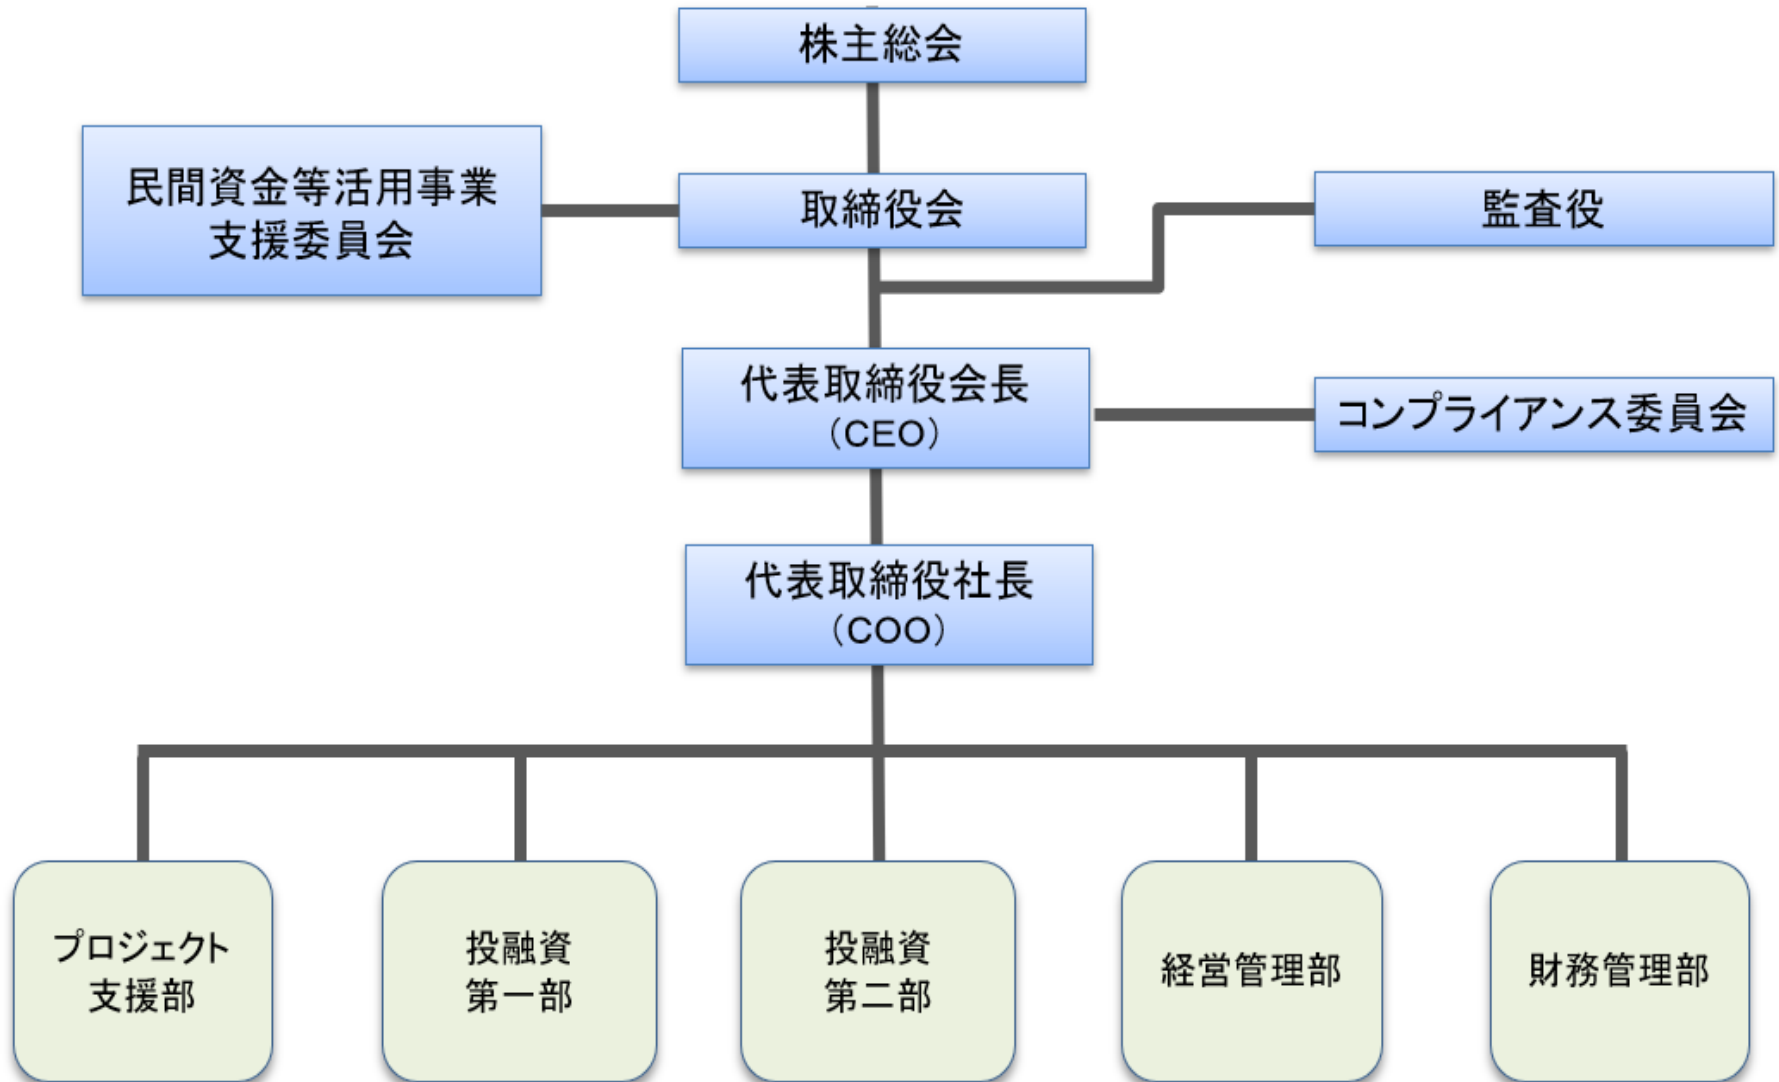 株主総会
民間資金等活用事業
支援委員会
取締役会
監査役
代表取締役会長
（CEO）
コンプライアンス委員会
代表取締役社長
（COO）
プロジェクト
支援部
投融資
第一部
投融資
第二部
経営管理部
財務管理部